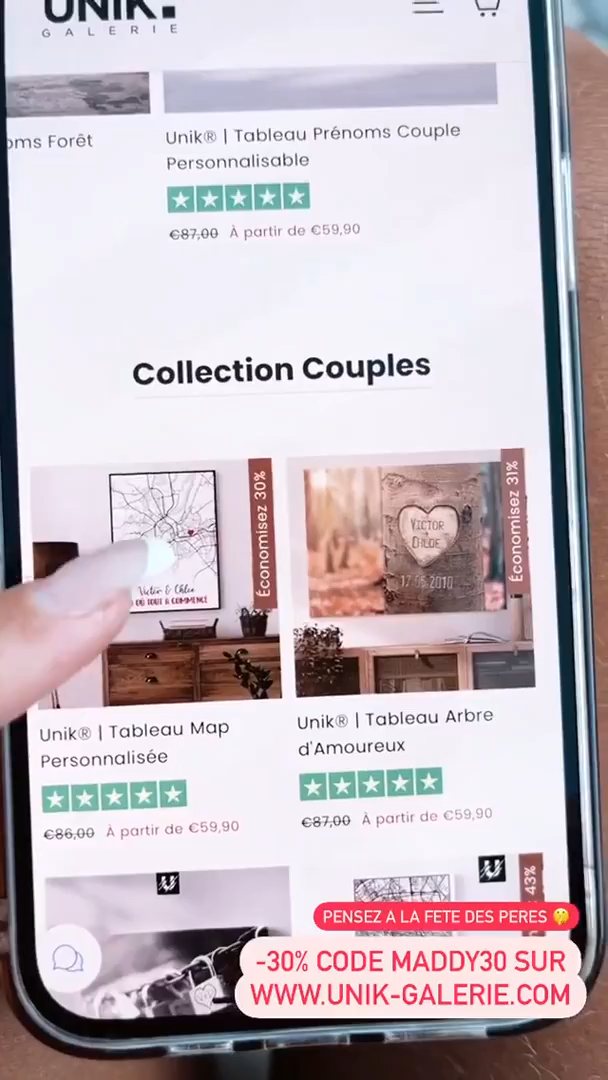 UNIK.
GALERIE
oms Forêt
Unik® | Tableau Prénoms Couple
Personnalisable
€87,00 À partir de €59,90
Collection Couples
Économisez 30%
Victor & Chloe
OÙ TOUT A COMMENCÉ
Économisez 31%
VICTOR
CHLOE
17.05.2010
Unik® | Tableau Map
Personnalisée
€86,00 À partir de €59,90
Unik® | Tableau Arbre
d'Amoureux
€87,00 À partir de €59,90
43%
PENSEZ A LA FETE DES PERES 🤫
-30% CODE MADDY30 SUR
WWW.UNIK-GALERIE.COM